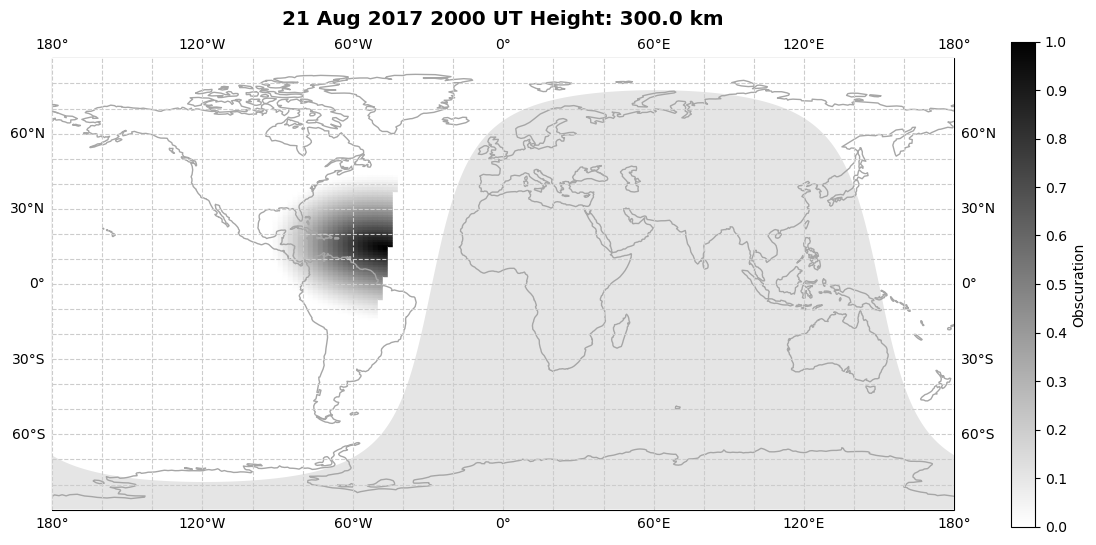 21 Aug 2017 2000 UT Height: 300.0 km
180° 120°W 60°W 0° 60°E 120°E 180°
60°N 60°N
30°N 30°N
0° 0°
30°S 30°S
60°S 60°S
180° 120°W 60°W 0° 60°E 120°E 180°
1.0
0.9
0.8
0.7
0.6
0.5
0.4
0.3
0.2
0.1
0.0
Obscuration